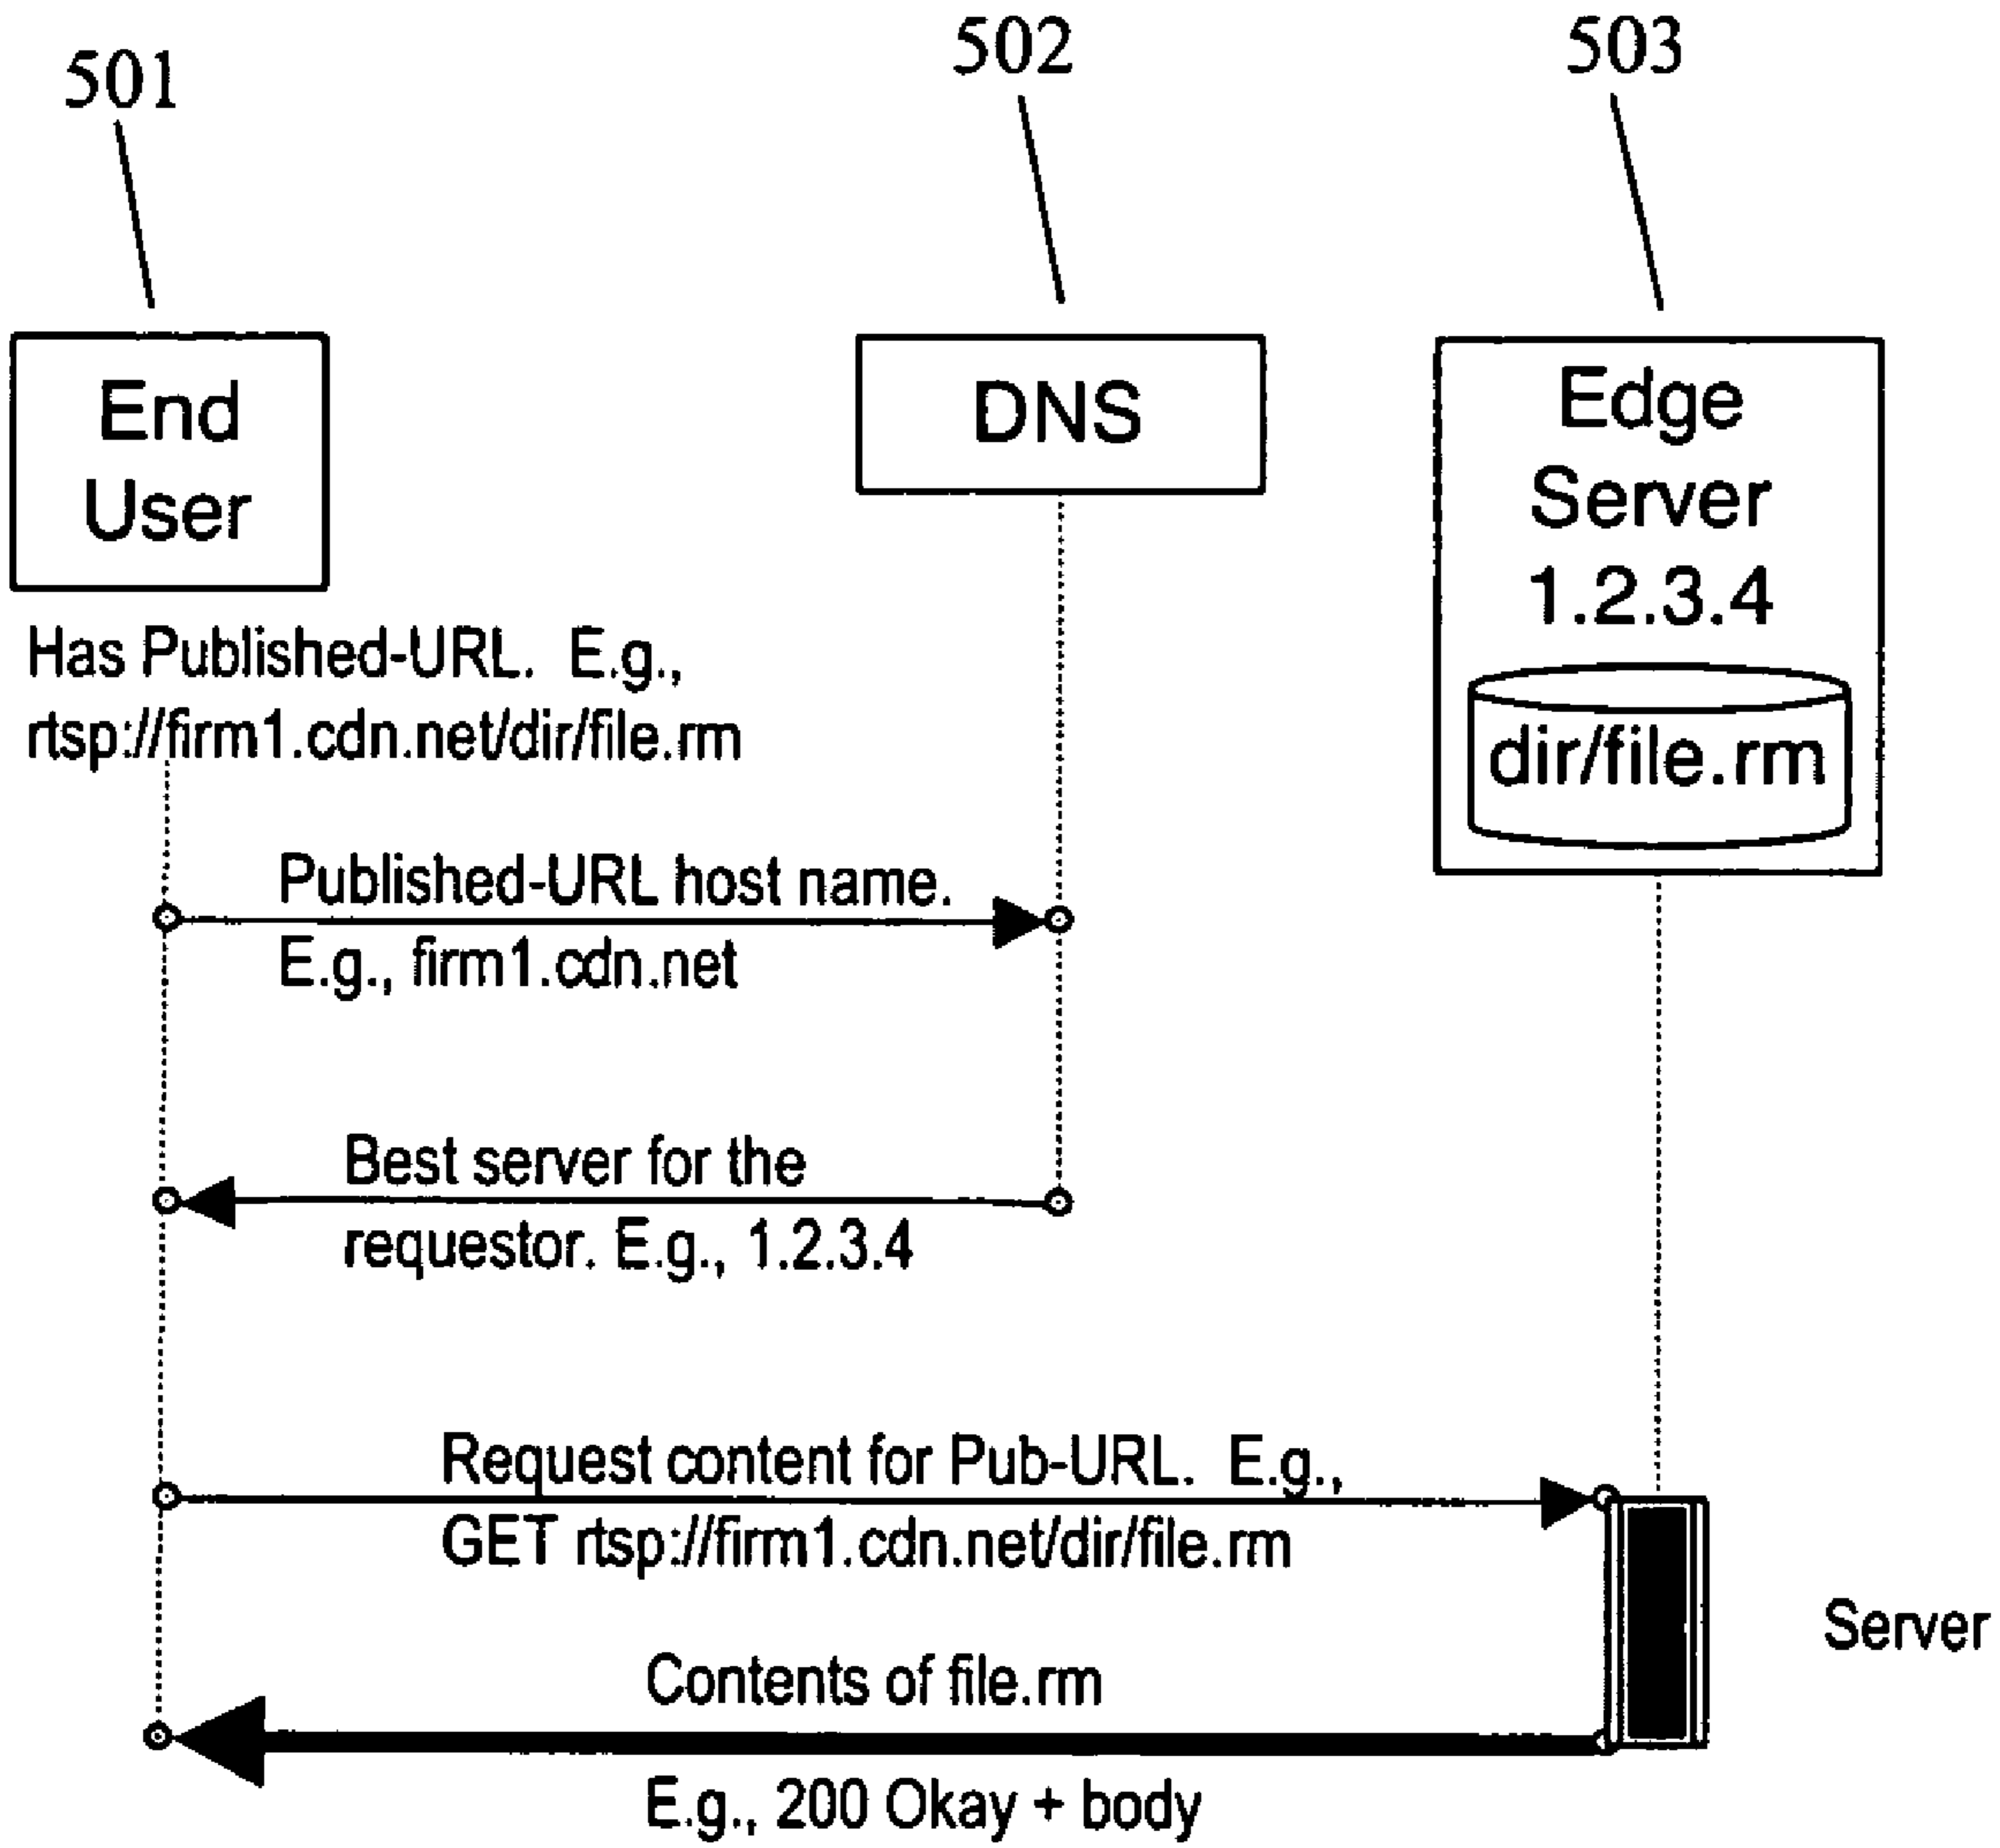 501
502
503
End
User
DNS
Edge
Server
1.2.3.4
dir/file.rm
Has Published-URL. E.g.,
rtsp://firm1.cdn.net/dir/file.rm
Published-URL host name.
E.g., firm1.cdn.net
Best server for the
requestor. E.g., 1.2.3.4
Request content for Pub-URL. E.g.,
GET rtsp://firm1.cdn.net/dir/file.rm
Server
Contents of file.rm
E.g., 200 Okay + body